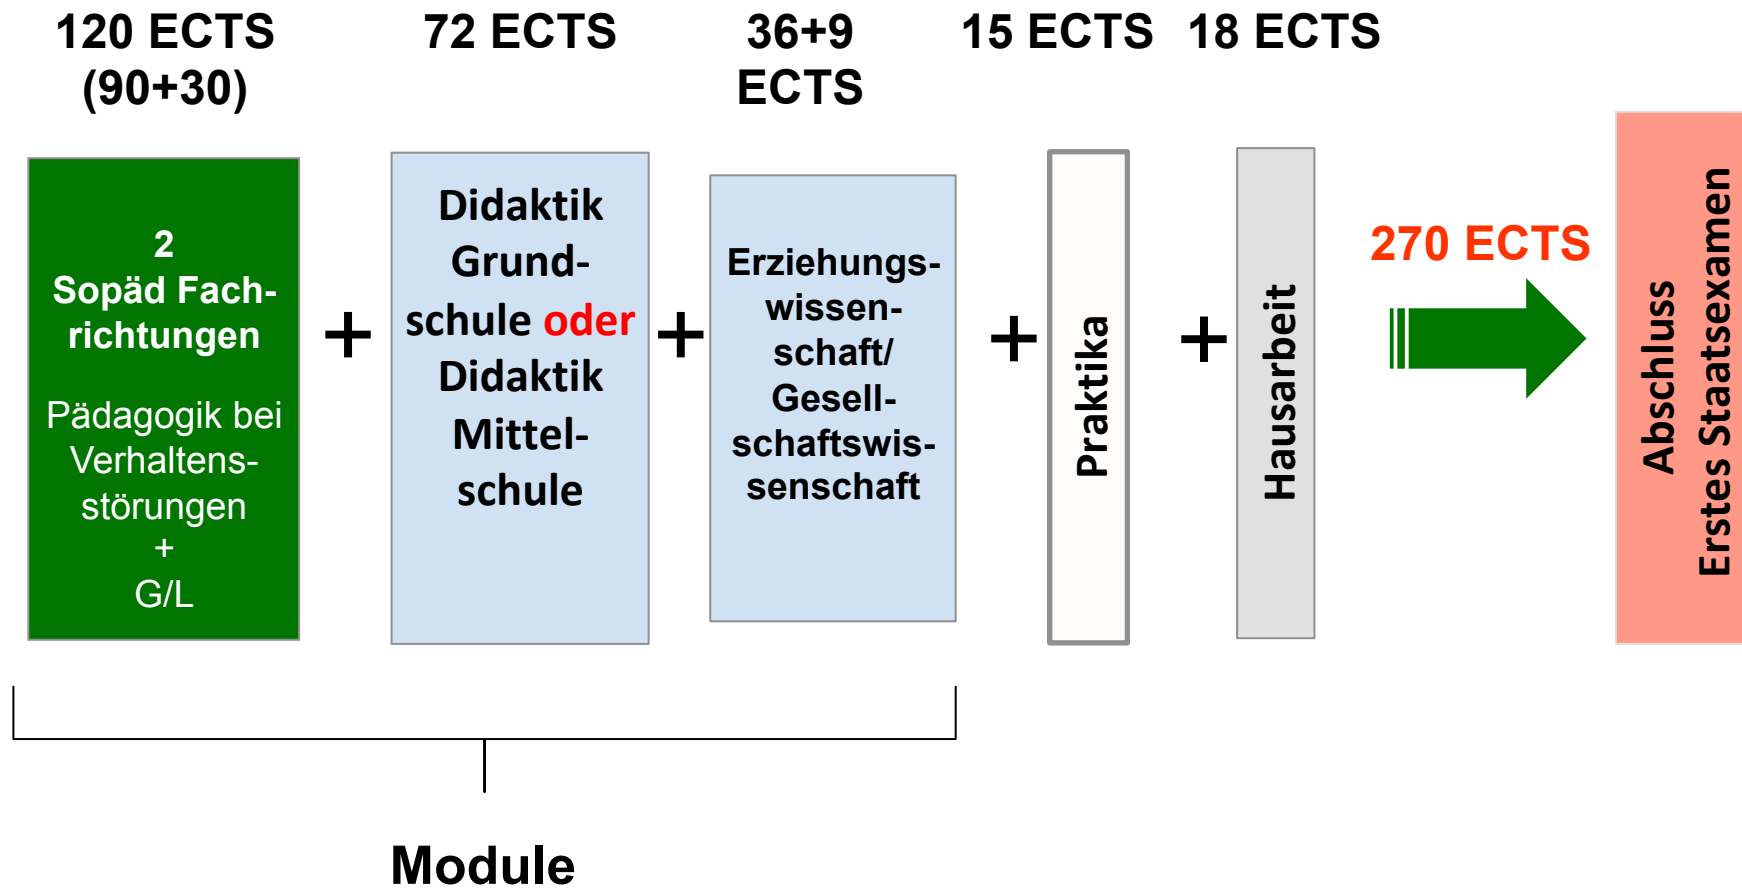 120 ECTS
(90+30)
72 ECTS
36+9
ECTS
15 ECTS
18 ECTS
2
Sopäd Fach-
richtungen
Pädagogik bei
Verhaltens-
störungen
+
G/L
+
Didaktik
Grund-
schule oder
Didaktik
Mittel-
schule
+
Erziehungs-
wissen-
schaft/
Gesell-
schaftswis-
senschaft
+
Praktika
+
Hausarbeit
270 ECTS
Abschluss
Erstes Staatsexamen
Module